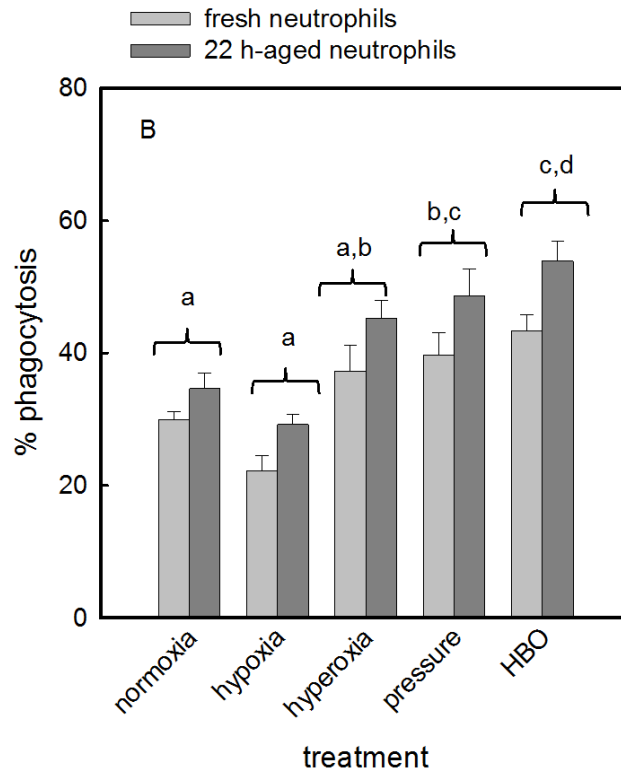 fresh neutrophils
22 h-aged neutrophils
B
% phagocytosis
80
60
40
20
0
a
a
a,b
b,c
c,d
normoxia
hypoxia
hyperoxia
pressure
HBO
treatment